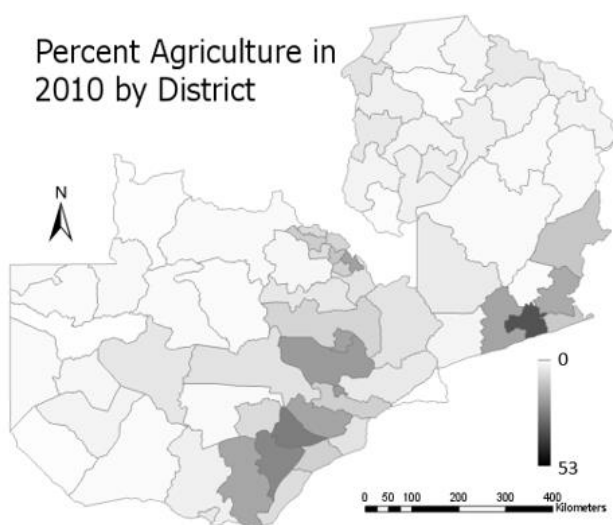 Percent Agriculture in
2010 by District
N
0
53
0 50 100 200 300 400
Kilometers